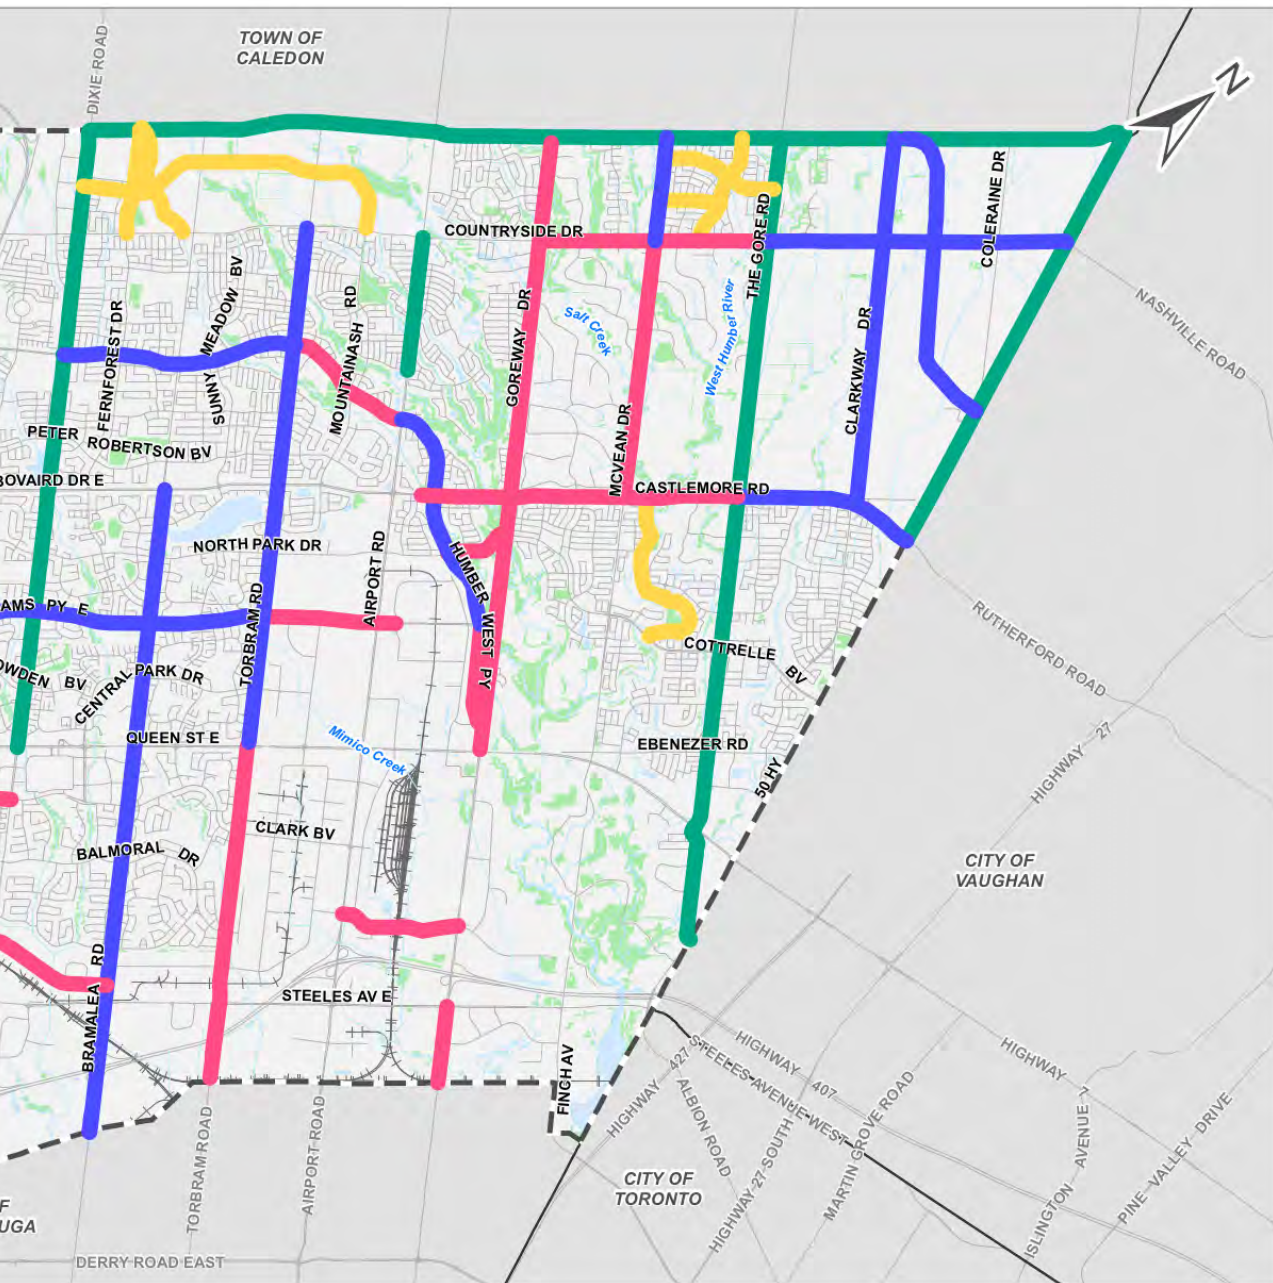 DIXIE ROAD
TOWN OF
CALEDON
N
COUNTRYSIDE DR
THE GORE RD
COLERAINE DR
NASHVILLE ROAD
FERNFOREST DR
SUNNY MEADOW BV
MOUNTAINASH RD
GOREWAY DR
Salt Creek
West Humber River
MCVEAN DR
CLARKWAY DR
PETER ROBERTSON BV
BOVAIRD DR E
CASTLEMORE RD
NORTH PARK DR
AIRPORT RD
HUMBER WEST PY
AMS PY E
TORBRAM RD
OWDEN BV
CENTRAL PARK DR
COTTRELLE BV
RUTHERFORD ROAD
QUEEN ST E
Mimico Creek
EBENEZER RD
50 HY
HIGHWAY 27
CLARK BV
BALMORAL DR
CITY OF
VAUGHAN
BRAMALEA RD
STEELES AV E
FINCH AV
HIGHWAY 427
STEELES AVENUE WEST
HIGHWAY 407
HIGHWAY 7
ALBION ROAD
HIGHWAY 27 SOUTH
MARTIN GROVE ROAD
ISLINGTON AVENUE
PINE VALLEY DRIVE
TORBRAM ROAD
AIRPORT ROAD
CITY OF
TORONTO
F
UGA
DERRY ROAD EAST